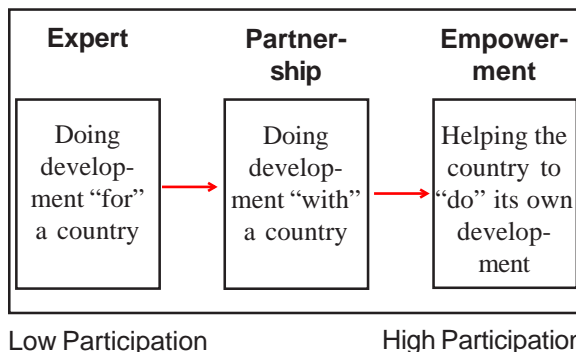 Expert
Partner-
ship
Empower-
ment
Doing
develop-
ment “for”
a country
Doing
develop-
ment “with”
a country
Helping the
country to
“do” its own
develop-
ment
Low Participation
High Participation